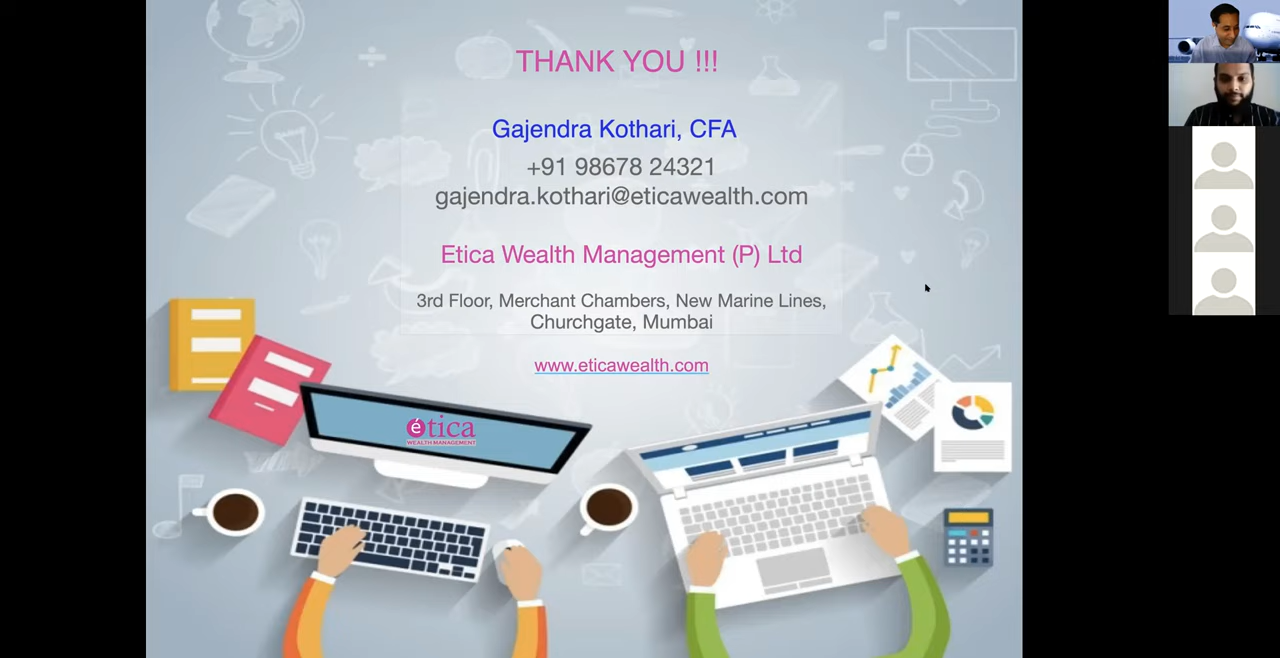 THANK YOU !!!
Gajendra Kothari, CFA
+91 98678 24321
gajendra.kothari@eticawealth.com
Etica Wealth Management (P) Ltd
3rd Floor, Merchant Chambers, New Marine Lines,
Churchgate, Mumbai
www.eticawealth.com
ética
WEALTH MANAGEMENT